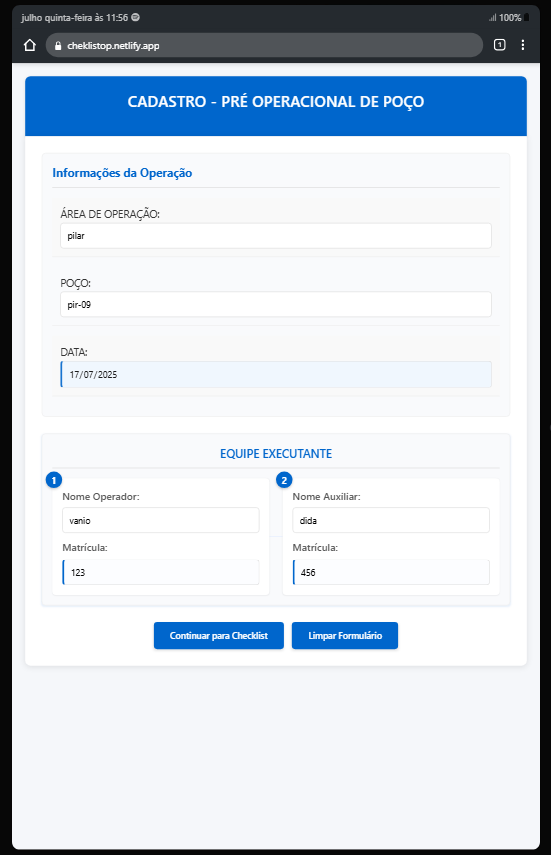 julho quinta-feira às 11:56
100%
cheklistop.netlify.app
1
CADASTRO - PRÉ OPERACIONAL DE POÇO
Informações da Operação
ÁREA DE OPERAÇÃO:
pilar
POÇO:
pir-09
DATA:
17/07/2025
EQUIPE EXECUTANTE
1
Nome Operador:
vanio
Matrícula:
123
2
Nome Auxiliar:
dida
Matrícula:
456
Continuar para Checklist
Limpar Formulário